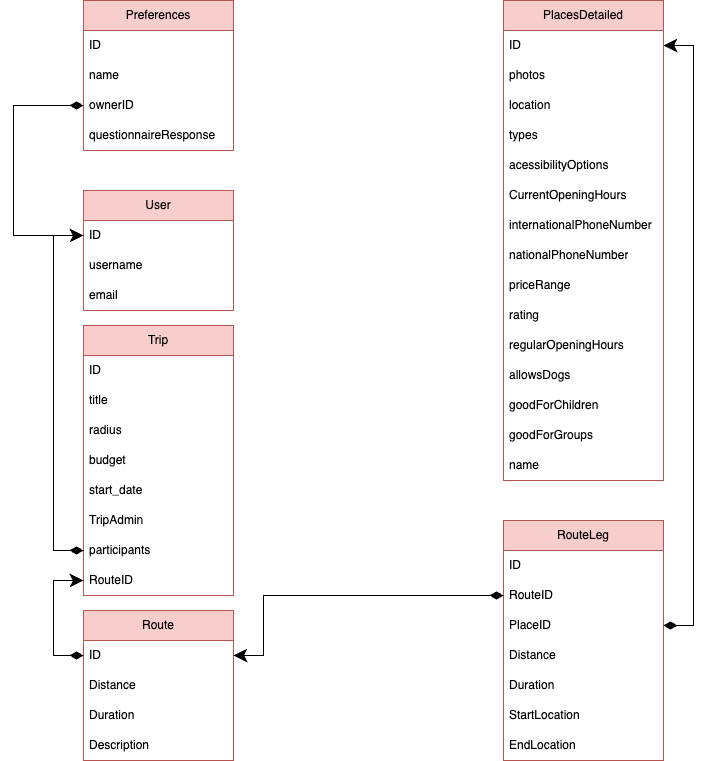 Preferences
ID
name
ownerID
questionnaireResponse
User
ID
username
email
Trip
ID
title
radius
budget
start_date
TripAdmin
participants
RouteID
Route
ID
Distance
Duration
Description
PlacesDetailed
ID
photos
location
types
acessibilityOptions
CurrentOpeningHours
internationalPhoneNumber
nationalPhoneNumber
priceRange
rating
regularOpeningHours
allowsDogs
goodForChildren
goodForGroups
name
RouteLeg
ID
RouteID
PlaceID
Distance
Duration
StartLocation
EndLocation